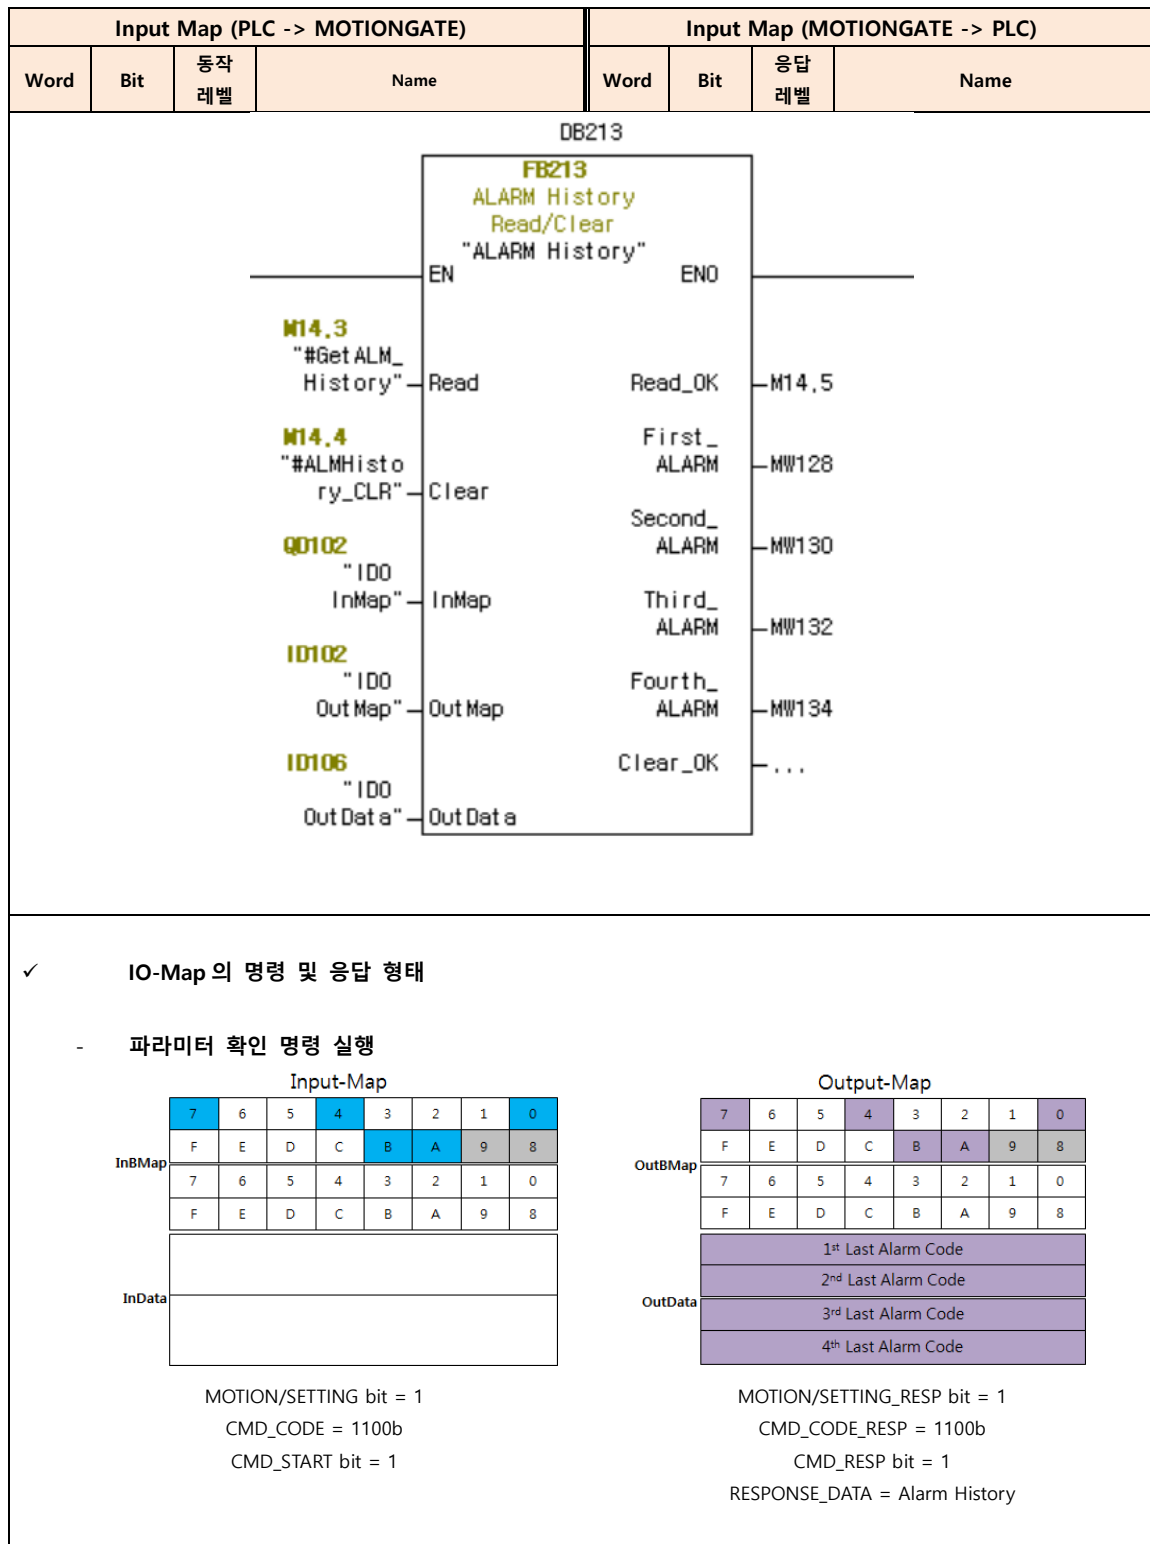 Input Map (PLC -> MOTIONGATE) Input Map (MOTIONGATE -> PLC)
Word Bit 동작 레벨 Name Word Bit 응답 레벨 Name
DB213
FB213
ALARM History
Read/Clear
"ALARM History"
EN ENO
M14.3
"#GetALM_
History" Read Read_OK M14.5
M14.4 First_
"#ALMHisto ALARM MW128
ry_CLR" Clear
Second_
QD102 ALARM MW130
"IDO
InMap" InMap Third_
ALARM MW132
ID102
"IDO Fourth_
OutMap" OutMap ALARM MW134
ID106 Clear_OK ...
"IDO
OutData" OutData
✓ IO-Map 의 명령 및 응답 형태
- 파라미터 확인 명령 실행
Input-Map
7 6 5 4 3 2 1 0
F E D C B A 9 8
InBMap
7 6 5 4 3 2 1 0
F E D C B A 9 8
InData
MOTION/SETTING bit = 1
CMD_CODE = 1100b
CMD_START bit = 1
Output-Map
7 6 5 4 3 2 1 0
F E D C B A 9 8
OutBMap
7 6 5 4 3 2 1 0
F E D C B A 9 8
1st Last Alarm Code
2nd Last Alarm Code
OutData
3rd Last Alarm Code
4th Last Alarm Code
MOTION/SETTING_RESP bit = 1
CMD_CODE_RESP = 1100b
CMD_RESP bit = 1
RESPONSE_DATA = Alarm History